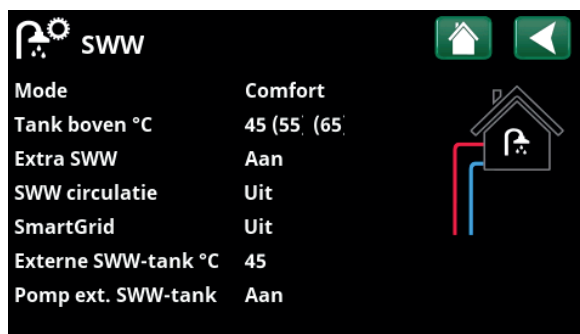 SWW
Mode Comfort
Tank boven °C 45 (55) (65)
Extra SWW Aan
SWW circulatie Uit
SmartGrid Uit
Externe SWW-tank °C 45
Pomp ext. SWW-tank Aan